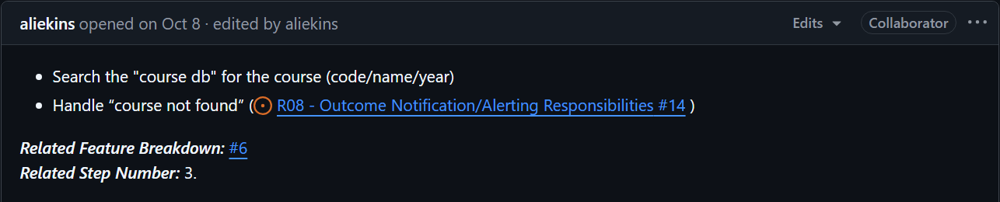 aliekins opened on Oct 8 · edited by aliekins Edits Collaborator
• Search the "course db" for the course (code/name/year)
• Handle “course not found” ( R08 - Outcome Notification/Alerting Responsibilities #14 )
Related Feature Breakdown: #6
Related Step Number: 3.